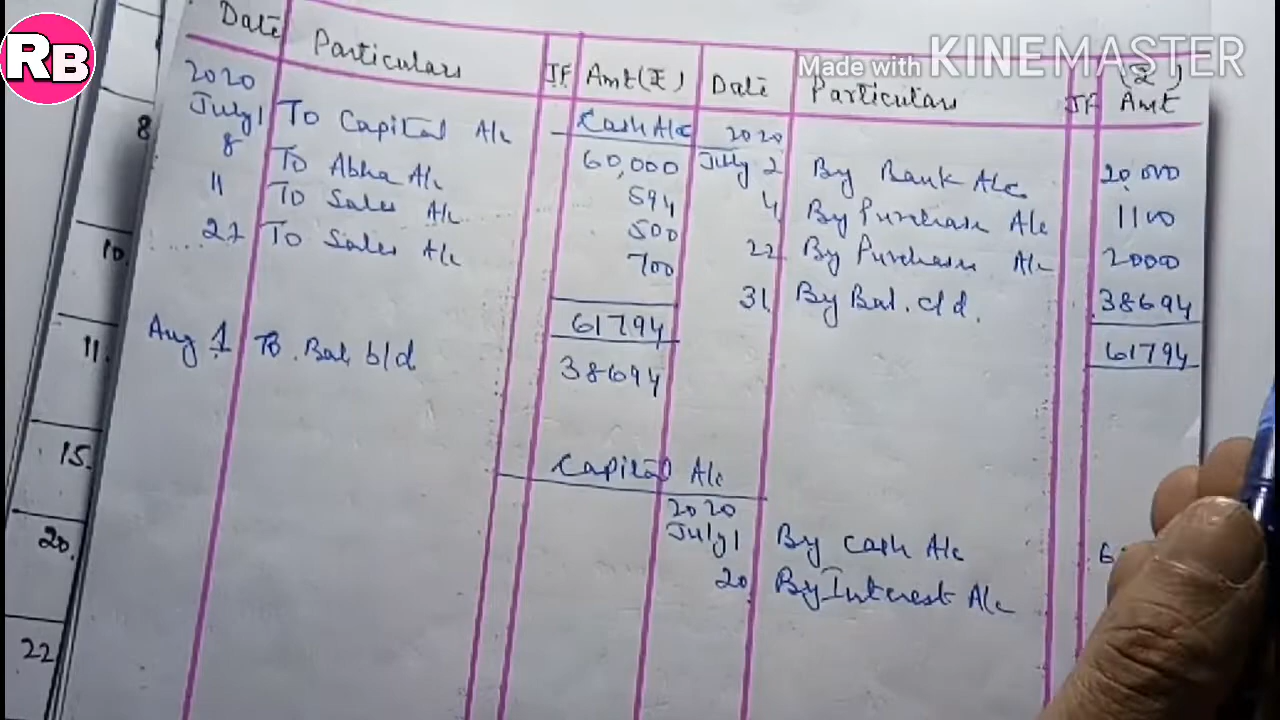 RB
Made with KINEMASTER
Date Particulars J.F. Amt (₹) Date Particulars J.F. (₹) Amt
Cash A/c
2020 2020
July 1 To Capital A/c 60,000 July 2 By Bank A/c 20,000
8 To Abha A/c 594 4 By Purchase A/c 1100
11 To Sales A/c 500 22 By Purchases A/c 2000
27 To Sales A/c 700 31. By Bal. c/d. 38694
61794 61794
Aug 1 To. Bal b/d 38694
Capital A/c
2020
July 1 By Cash A/c
20 By Interest A/c
8
10.
11.
15.
20.
22